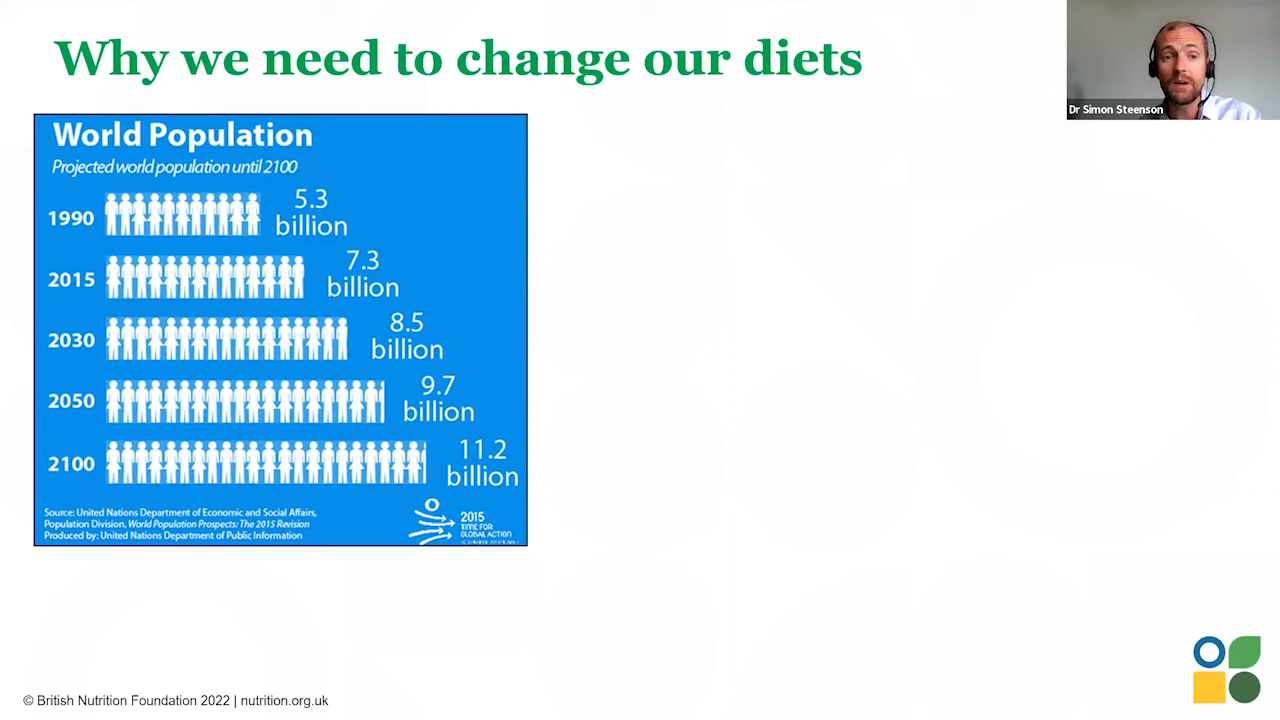 Why we need to change our diets
Dr Simon Steenson
World Population
Projected world population until 2100
1990
5.3
billion
2015
7.3
billion
2030
8.5
billion
2050
9.7
billion
2100
11.2
billion
Source: United Nations Department of Economic and Social Affairs,
Population Division, World Population Prospects: The 2015 Revision
Produced by: United Nations Department of Public Information
2015
TIME FOR
GLOBAL ACTION
© British Nutrition Foundation 2022 | nutrition.org.uk